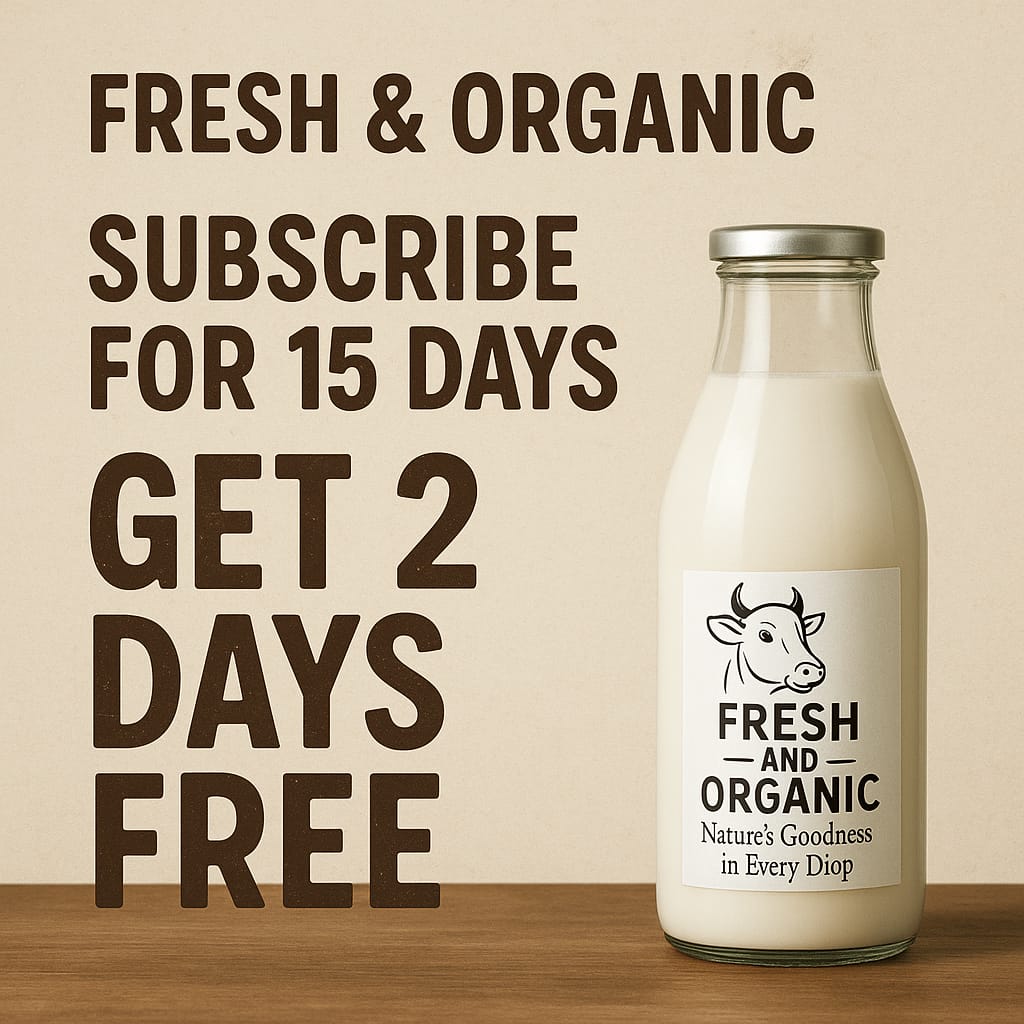 FRESH & ORGANIC
SUBSCRIBE
FOR 15 DAYS
GET 2
DAYS
FREE
FRESH
AND
ORGANIC
Nature's Goodness
in Every Diop